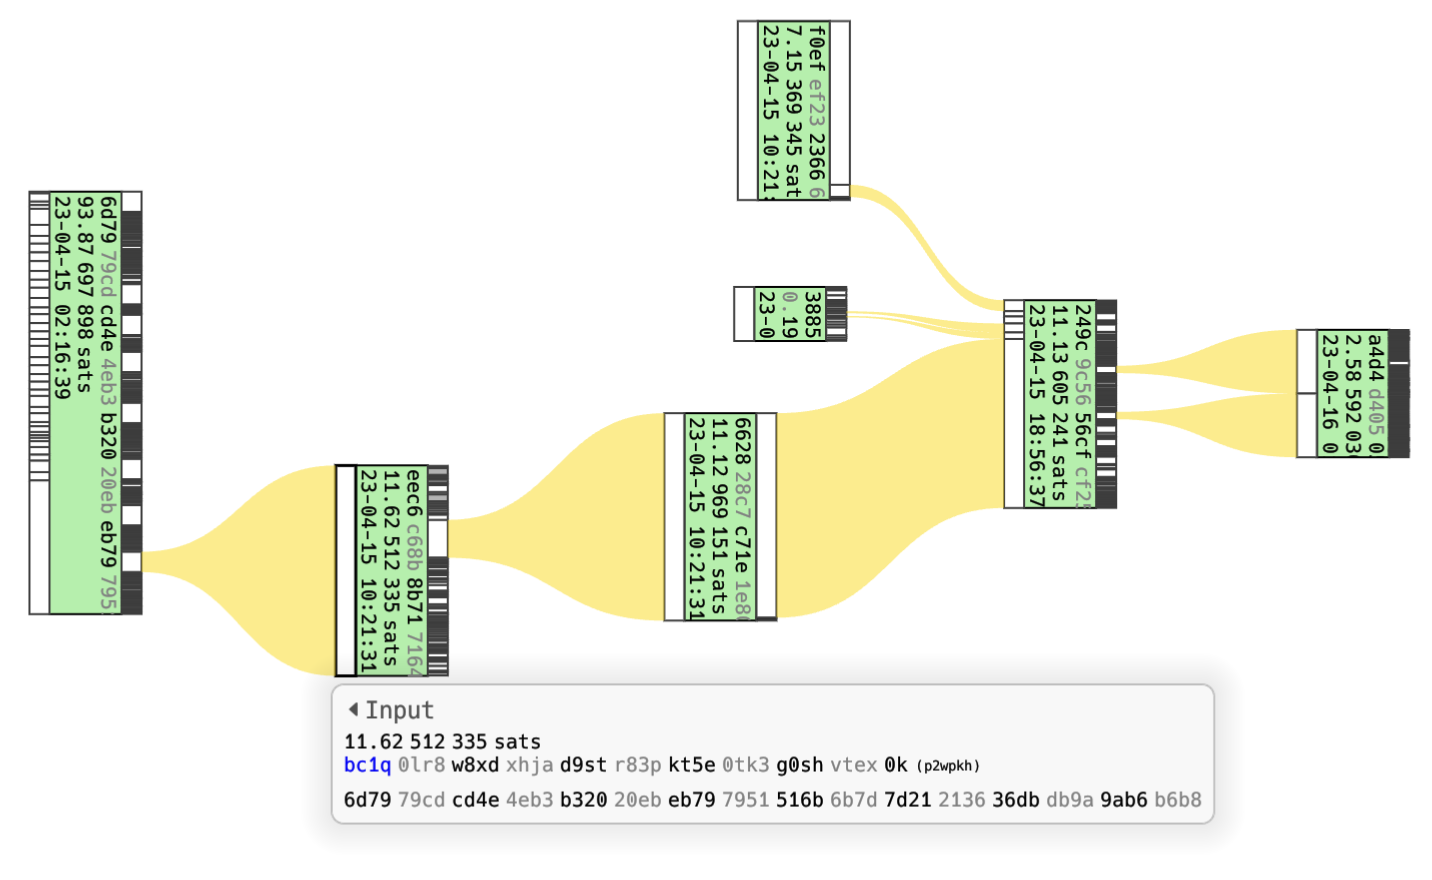 6d79 79cd cd4e 4eb3 b320 20eb eb79 795
93.87 697 898 sats
23-04-15 02:16:39
eec6 c68b 8b71 7164
11.62 512 335 sats
23-04-15 10:21:31
6628 28c7 c71e 1e8
11.12 969 151 sats
23-04-15 10:21:31
f0ef ef23 2366 6
7.15 369 345 sat
23-04-15 10:21:
3885
0.19
23-0
249c 9c56 56cf cf25
11.13 605 241 sats
23-04-15 18:56:37
a4d4 d405 0
2.58 592 03
23-04-16 0
Input
11.62 512 335 sats
bc1q 0lr8 w8xd xhja d9st r83p kt5e 0tk3 g0sh vtex 0k (p2wpkh)
6d79 79cd cd4e 4eb3 b320 20eb eb79 7951 516b 6b7d 7d21 2136 36db db9a 9ab6 b6b8